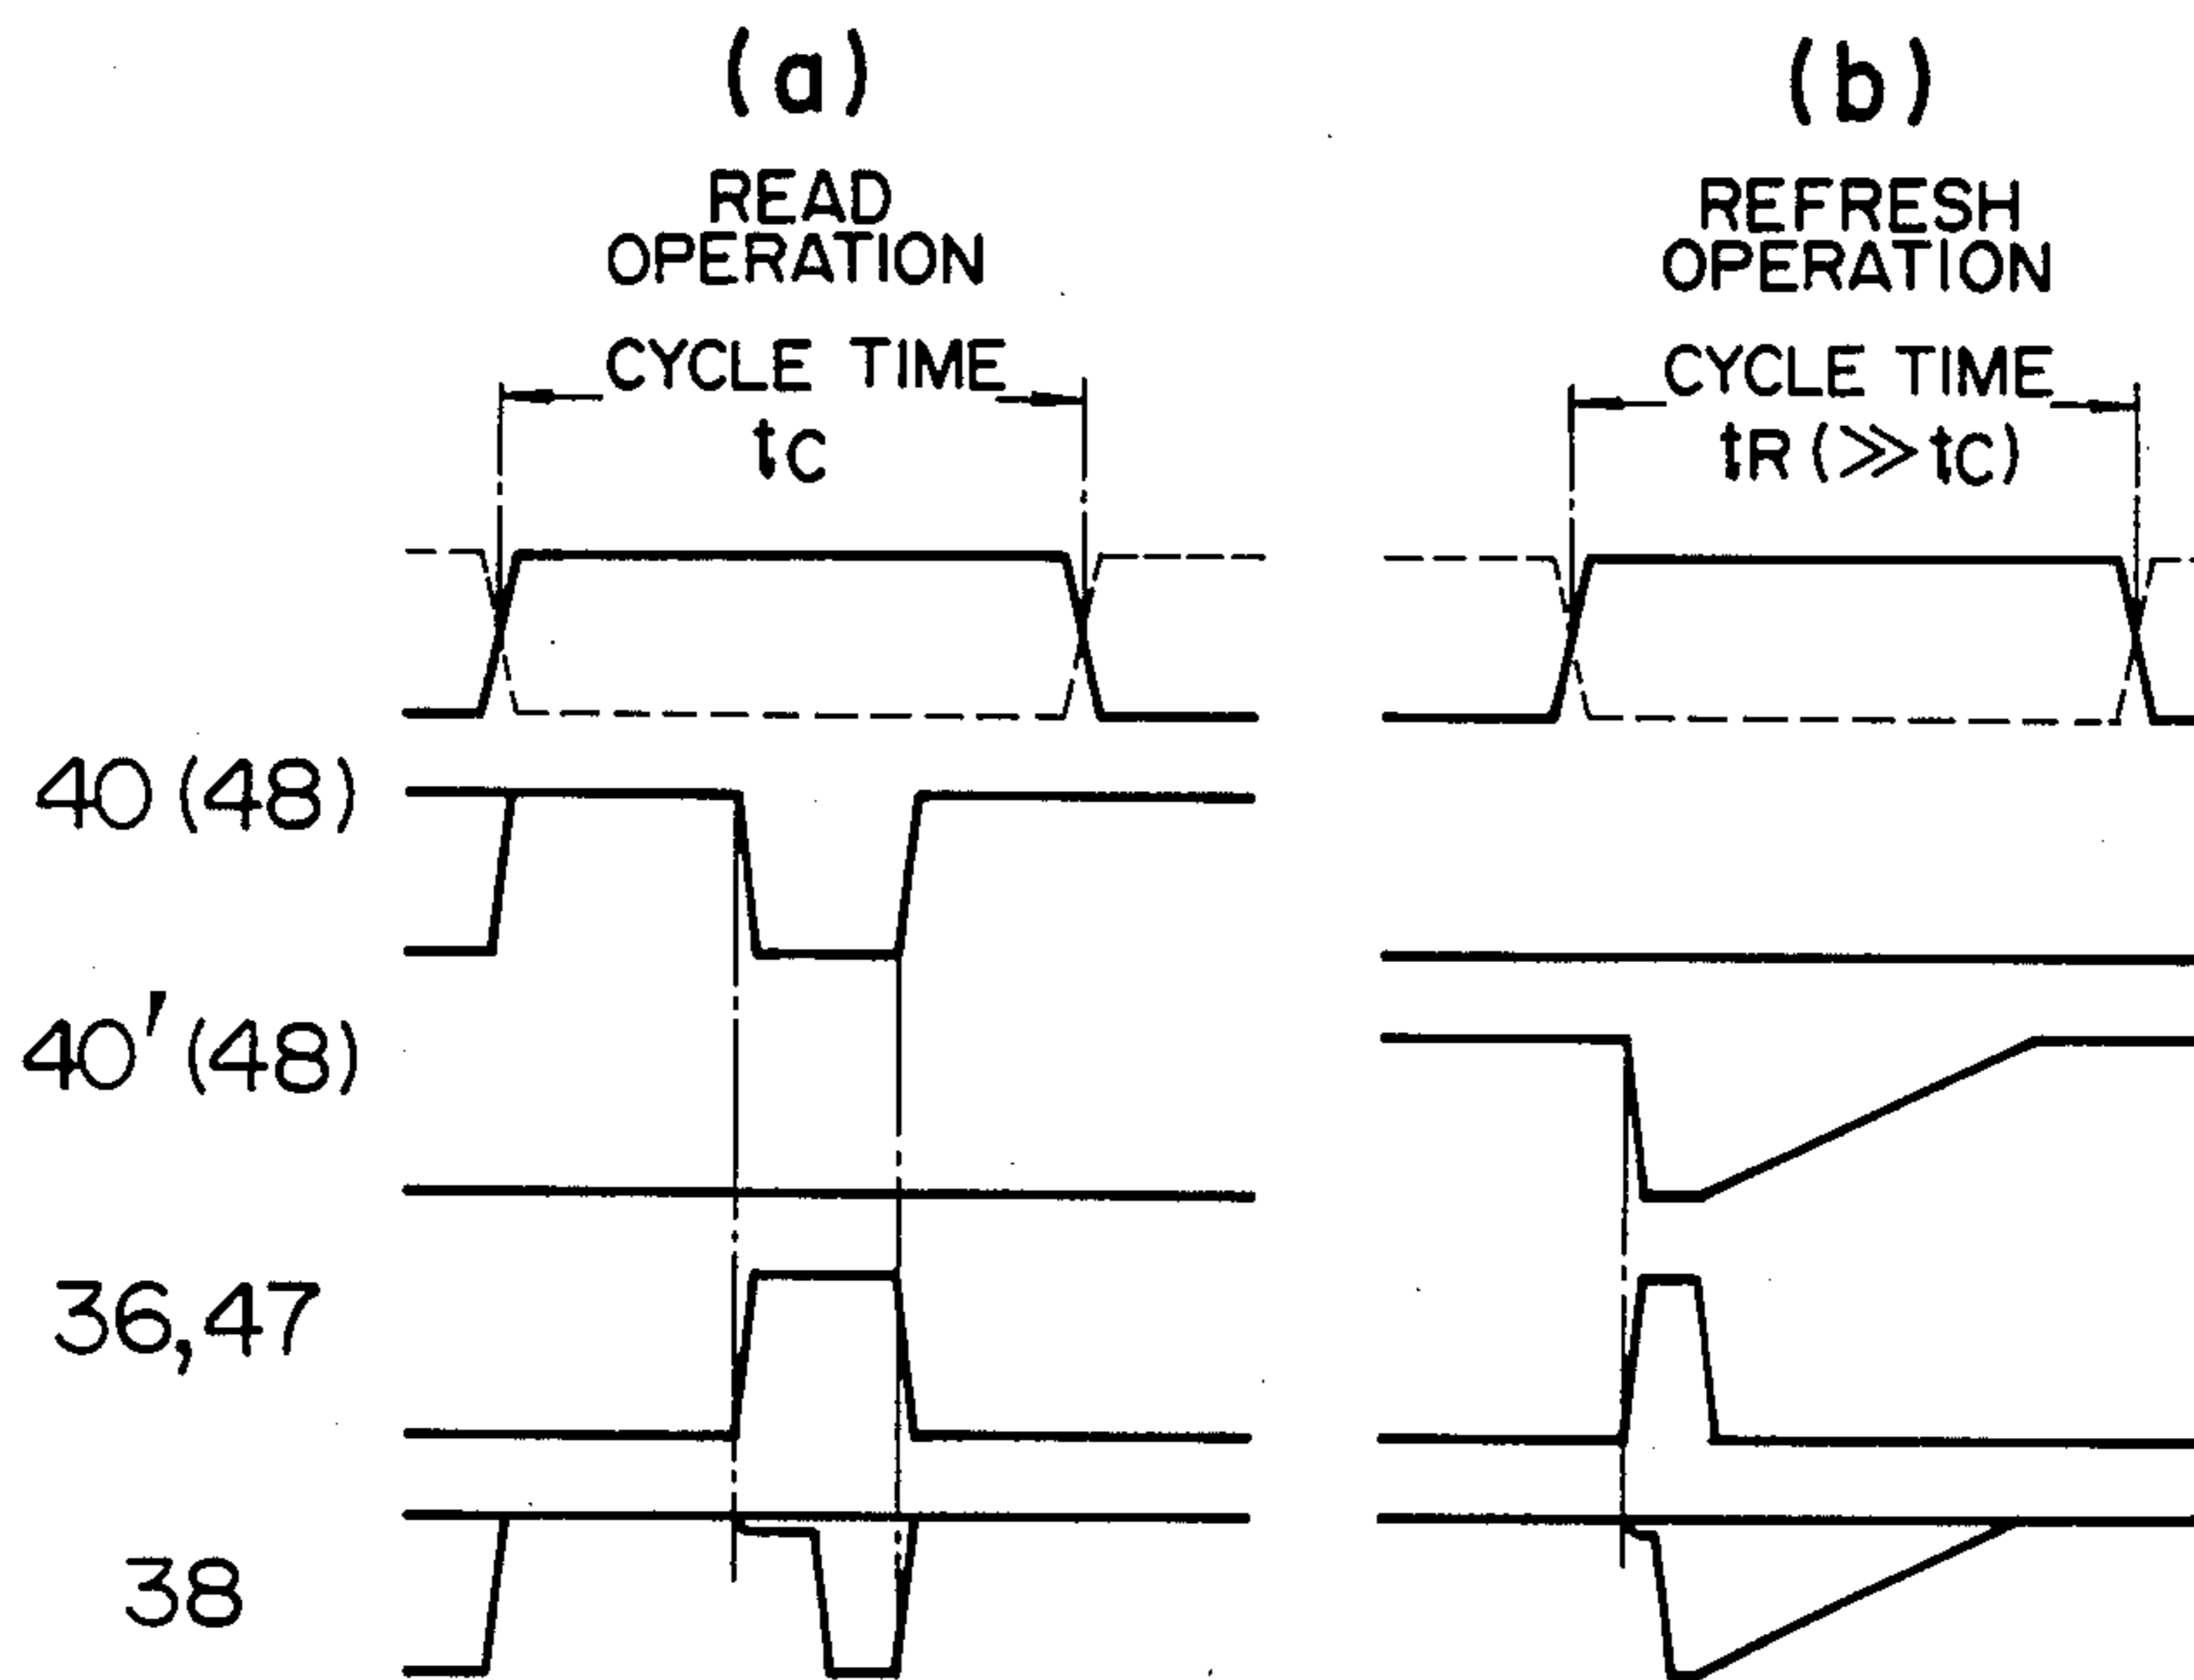 (a)
READ
OPERATION
CYCLE TIME
tC
(b)
REFRESH
OPERATION
CYCLE TIME
tR (≫ tC)
40 (48)
40' (48)
36,47
38